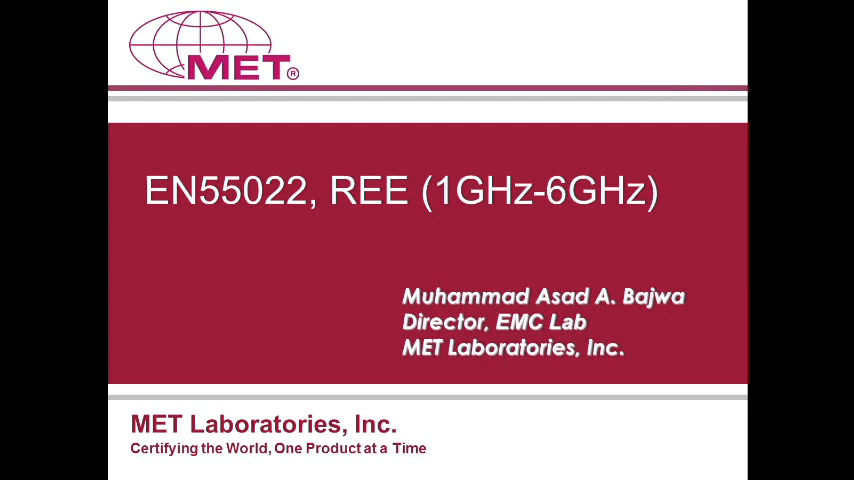 MET®
EN55022, REE (1GHz-6GHz)
Muhammad Asad A. Bajwa
Director, EMC Lab
MET Laboratories, Inc.
MET Laboratories, Inc.
Certifying the World, One Product at a Time